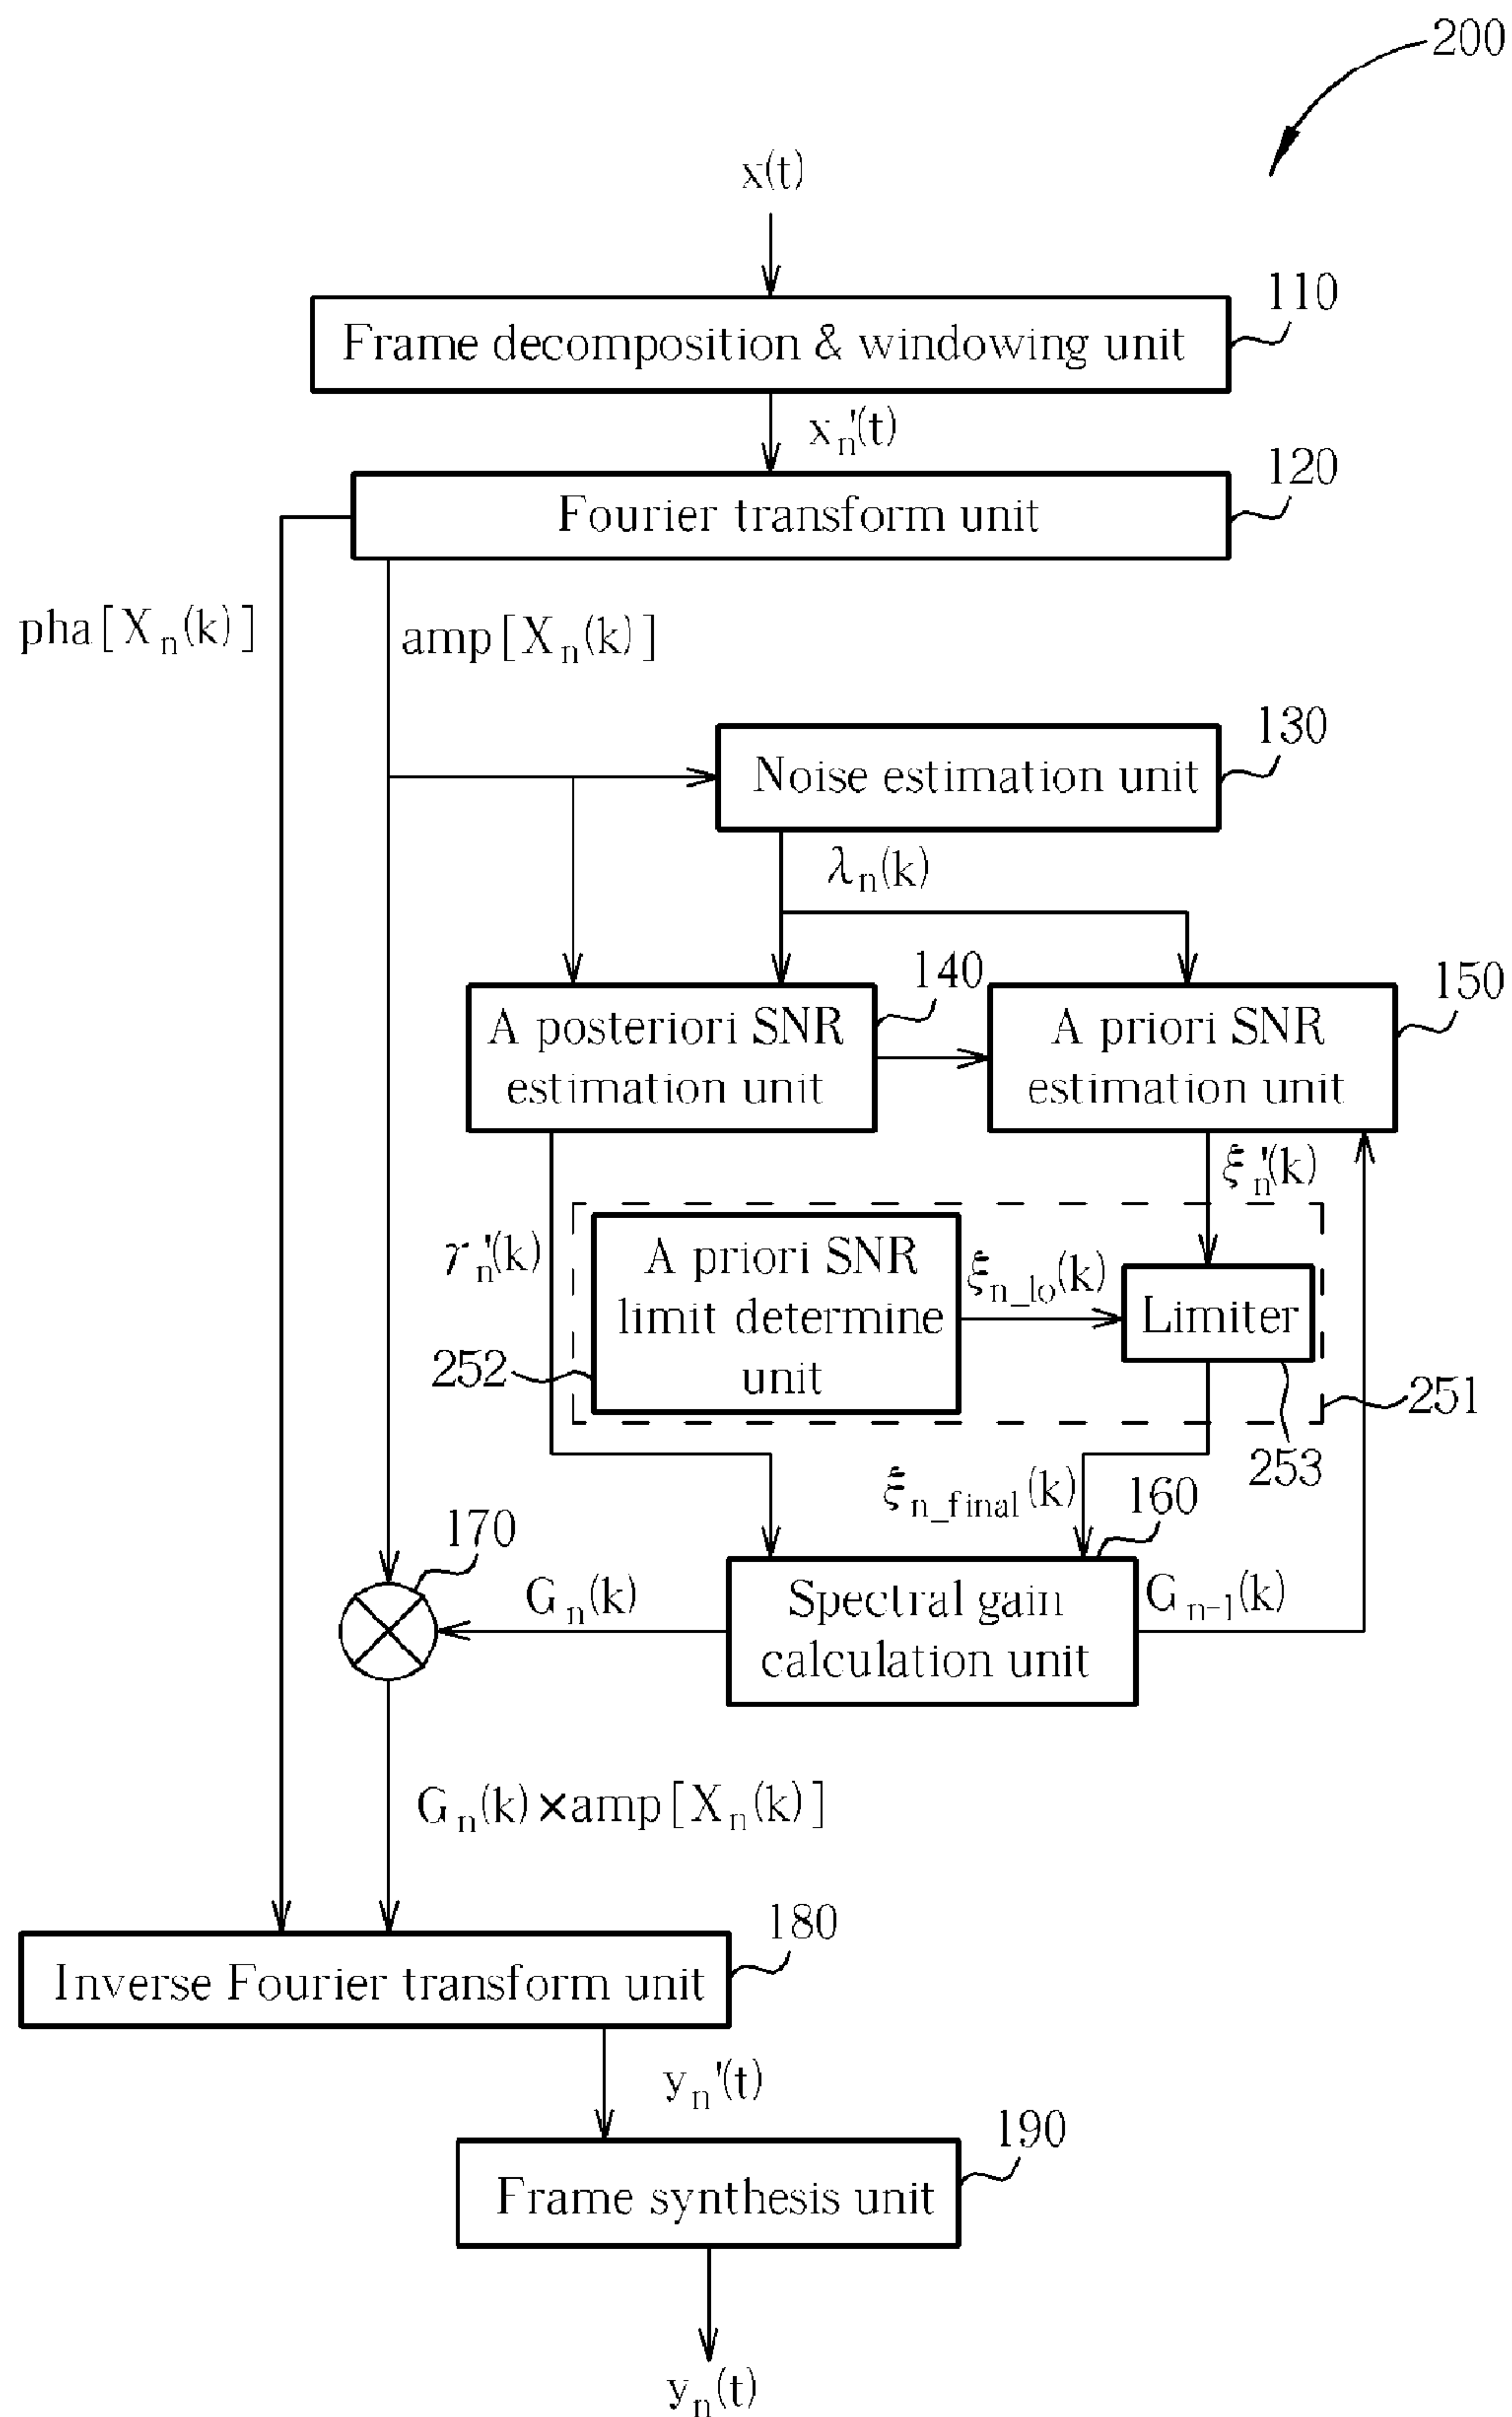 200
x(t)
110
Frame decomposition & windowing unit
xₙ'(t)
120
Fourier transform unit
pha[Xₙ(k)]
amp[Xₙ(k)]
130
Noise estimation unit
λₙ(k)
140
150
A posteriori SNR
estimation unit
A priori SNR
estimation unit
ξₙ'(k)
γₙ'(k)
A priori SNR
limit determine
unit
ξₙ_lo(k)
Limiter
252
251
253
ξₙ_final(k)
160
170
Gₙ(k)
Spectral gain
calculation unit
Gₙ₋₁(k)
Gₙ(k)×amp[Xₙ(k)]
180
Inverse Fourier transform unit
yₙ'(t)
190
Frame synthesis unit
yₙ(t)